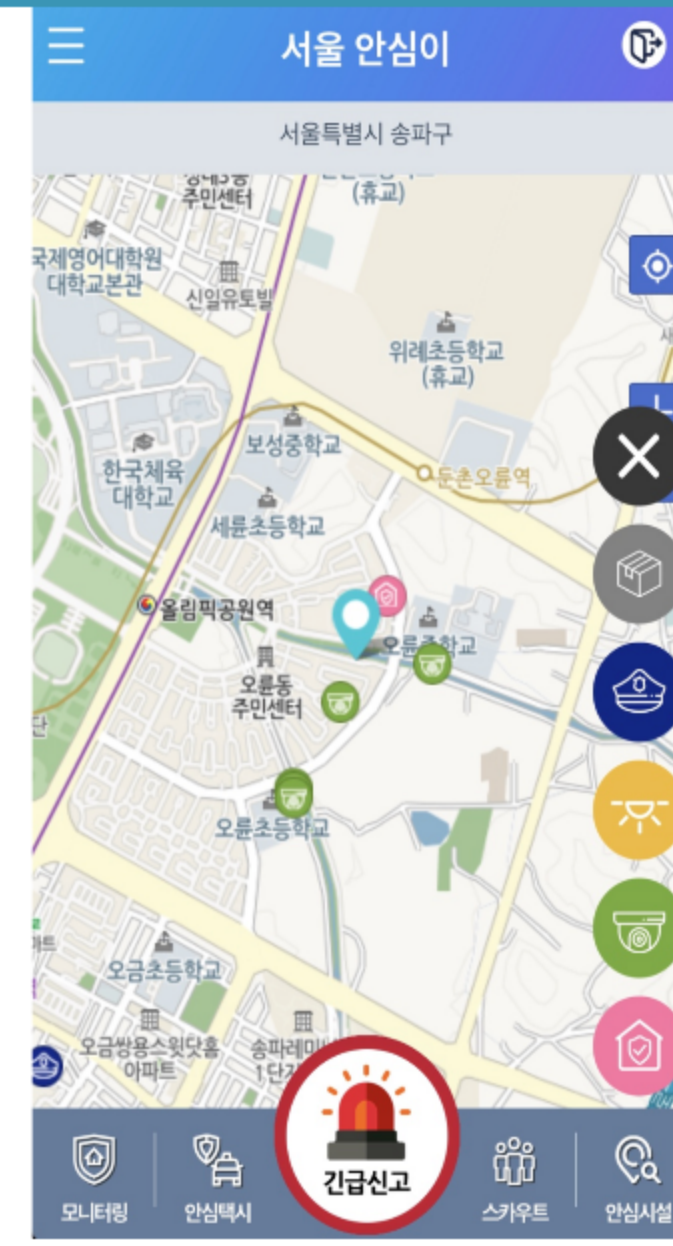 서울 안심이
서울특별시 송파구
주민센터
(휴교)
국제영어대학원
대학교본관
신일유토빌
위례초등학교
(휴교)
새
보성중학교
한국체육
대학교
둔촌오륜역
세륜초등학교
올림픽공원역
오륜중학교
오륜동
주민센터
단
오륜초등학교
오금초등학교
오금쌍용스윗닷홈
아파트
송파레미
1단지
긴급신고
모니터링
안심택시
스카우트
안심시설